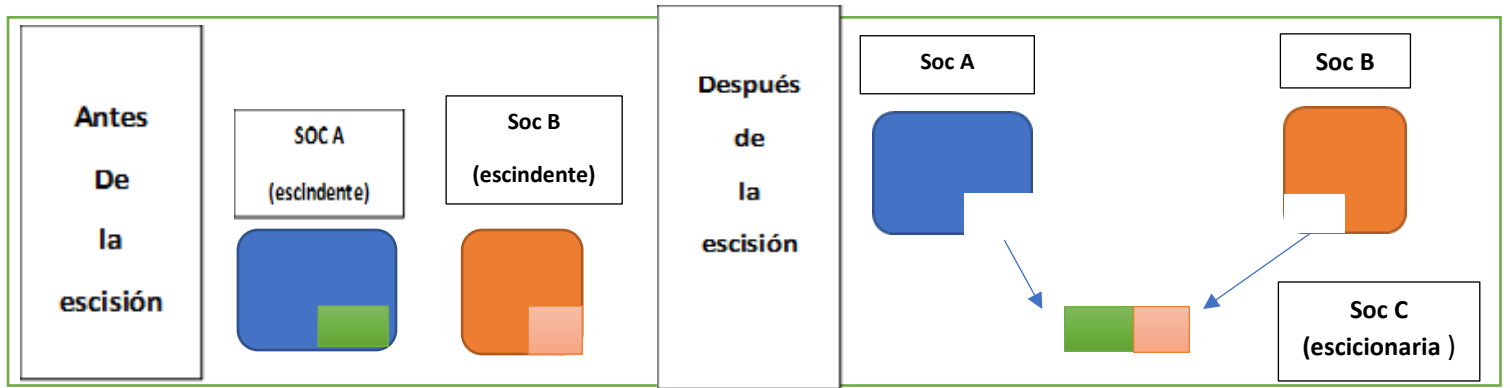 Antes
De
la
escisión
SOC A
(escindente)
Soc B
(escindente)
Después
de
la
escisión
Soc A
Soc B
Soc C
(escicionaria )